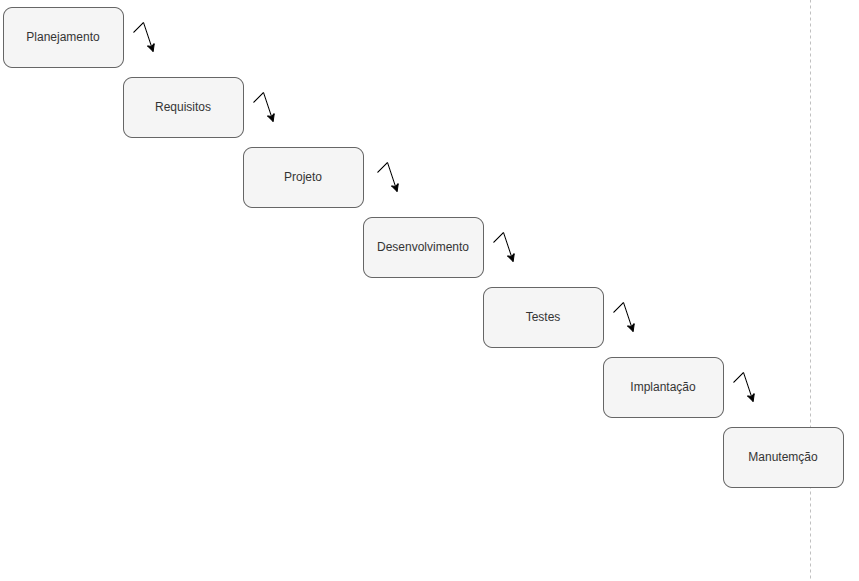 Planejamento
Requisitos
Projeto
Desenvolvimento
Testes
Implantação
Manutemção